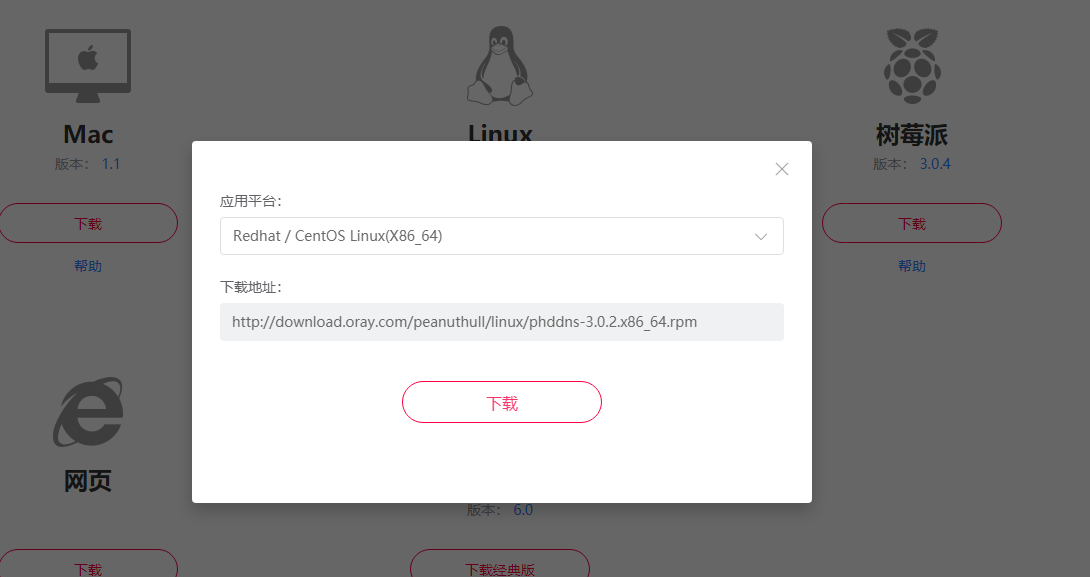 Mac
Linux
树莓派
版本： 1.1
版本： 3.0.4
下载
下载
帮助
帮助
应用平台：
Redhat / CentOS Linux(X86_64)
下载地址：
http://download.oray.com/peanuthull/linux/phddns-3.0.2.x86_64.rpm
下载
网页
版本： 6.0
下载
下载经典版